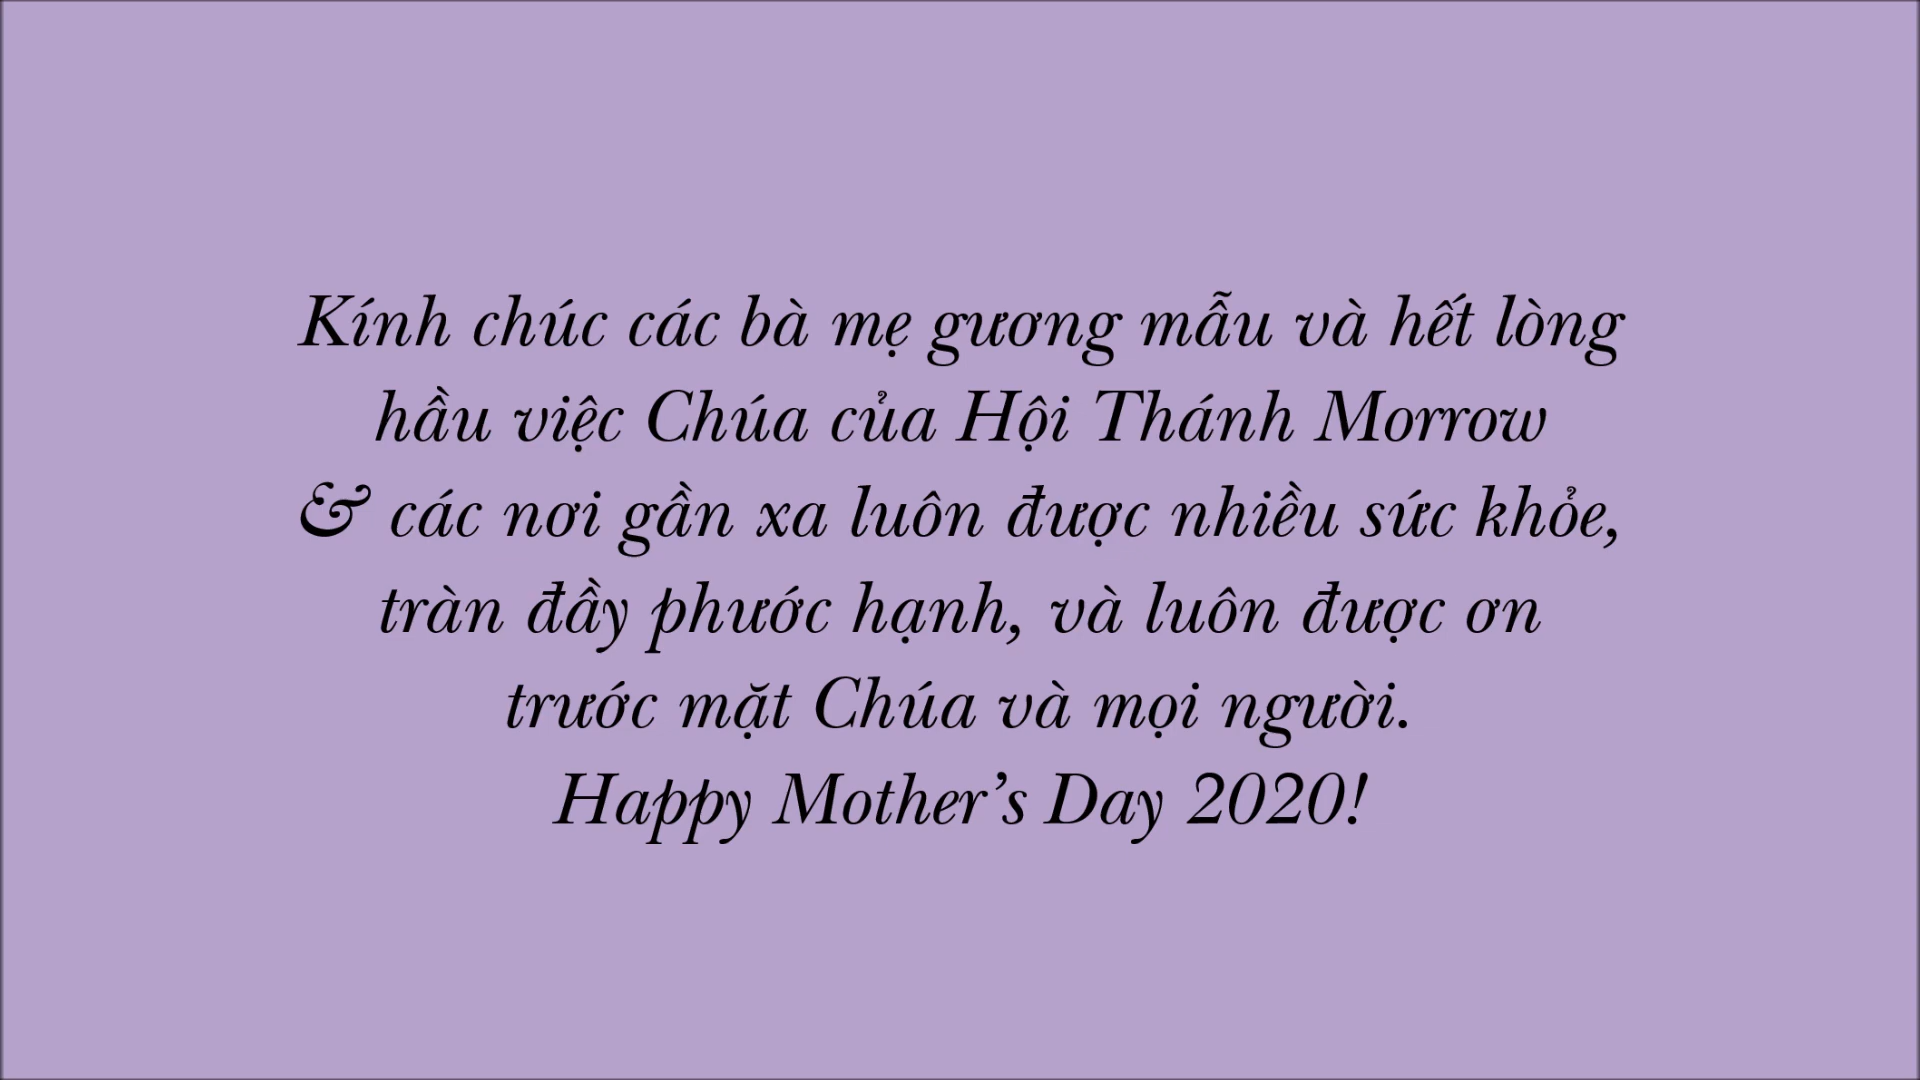 Kính chúc các bà mẹ gương mẫu và hết lòng
hầu việc Chúa của Hội Thánh Morrow
& các nơi gần xa luôn được nhiều sức khỏe,
tràn đầy phước hạnh, và luôn được ơn
trước mặt Chúa và mọi người.
Happy Mother’s Day 2020!